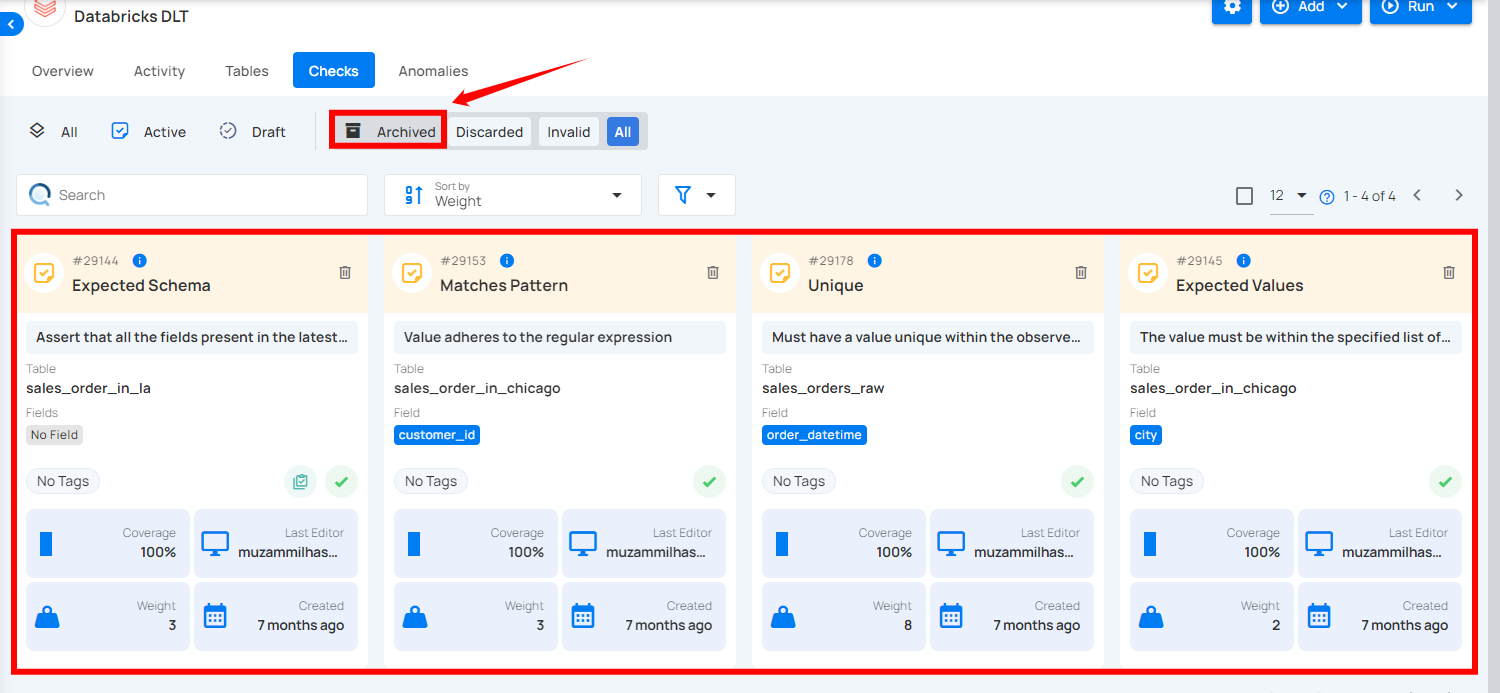 Databricks DLT
Add
Run
Overview
Activity
Tables
Checks
Anomalies
All
Active
Draft
Archived
Discarded
Invalid
All
Search
Sort by
Weight
12
1 - 4 of 4
#29144
Expected Schema
Assert that all the fields present in the latest...
Table
sales_order_in_la
Fields
No Field
No Tags
Coverage
100%
Last Editor
muzammilhas...
Weight
3
Created
7 months ago
#29153
Matches Pattern
Value adheres to the regular expression
Table
sales_order_in_chicago
Field
customer_id
No Tags
Coverage
100%
Last Editor
muzammilhas...
Weight
3
Created
7 months ago
#29178
Unique
Must have a value unique within the observe...
Table
sales_orders_raw
Field
order_datetime
No Tags
Coverage
100%
Last Editor
muzammilhas...
Weight
8
Created
7 months ago
#29145
Expected Values
The value must be within the specified list of...
Table
sales_order_in_chicago
Field
city
No Tags
Coverage
100%
Last Editor
muzammilhas...
Weight
2
Created
7 months ago